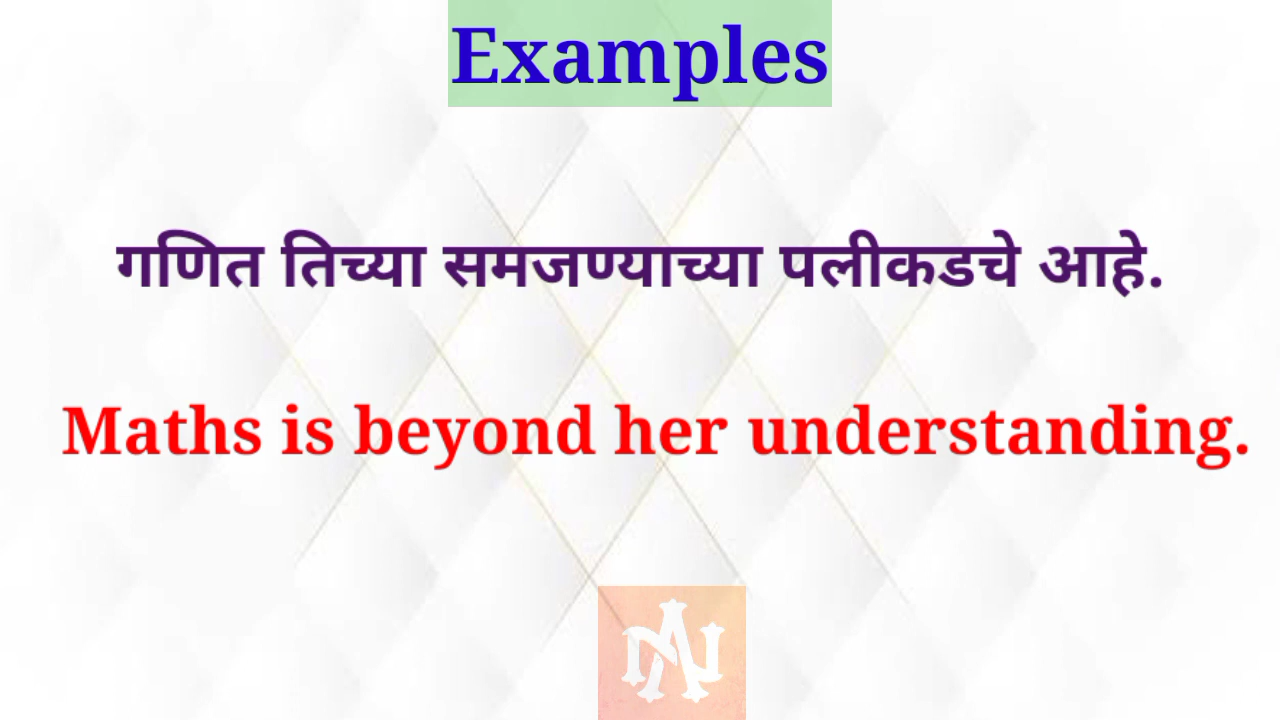 Examples
गणित तिच्या समजण्याच्या पलीकडचे आहे.
Maths is beyond her understanding.